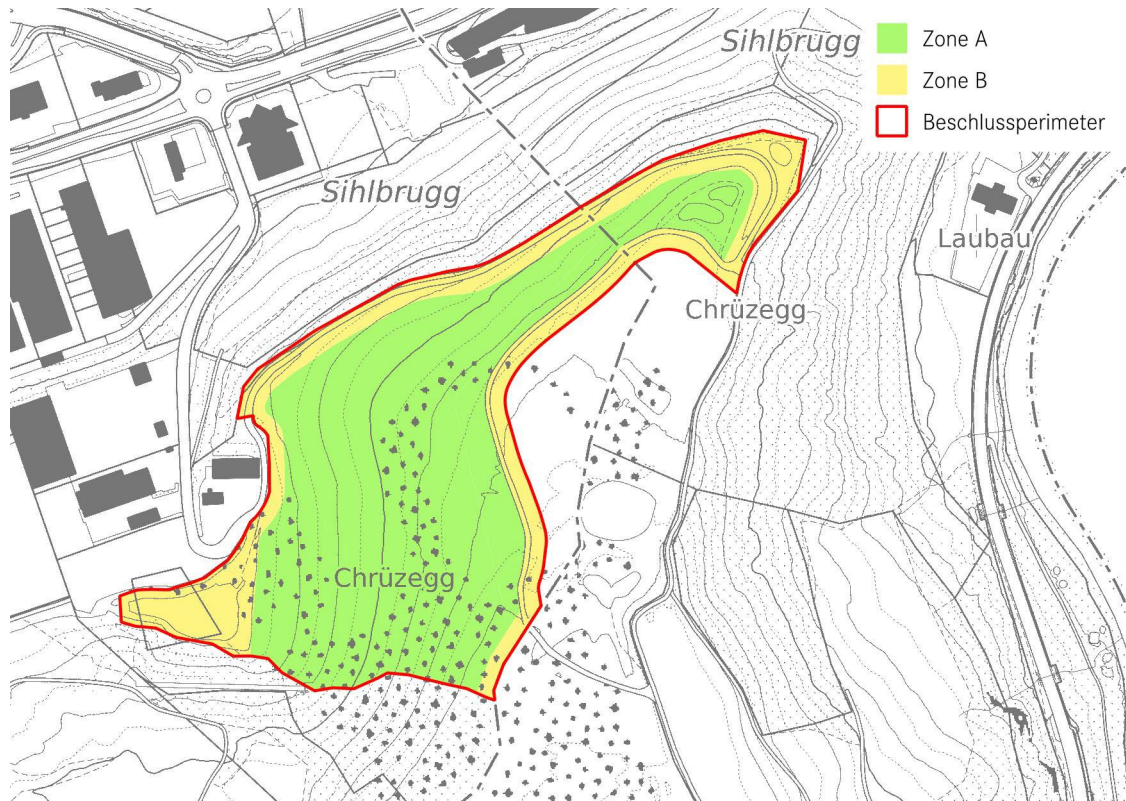 Sihlbrugg
Zone A
Zone B
Beschlussperimeter
Sihlbrugg
Laubau
Chrüzegg
Chrüzegg